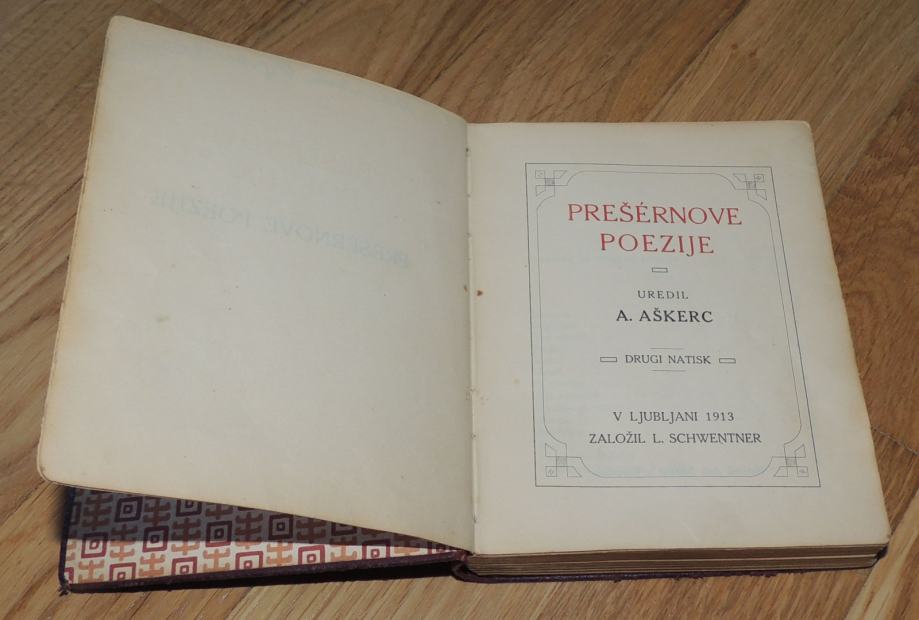 PREŠÉRNOVE
POEZIJE
UREDIL
A. AŠKERC
DRUGI NATISK
V LJUBLJANI 1913
ZALOŽIL L. SCHWENTNER